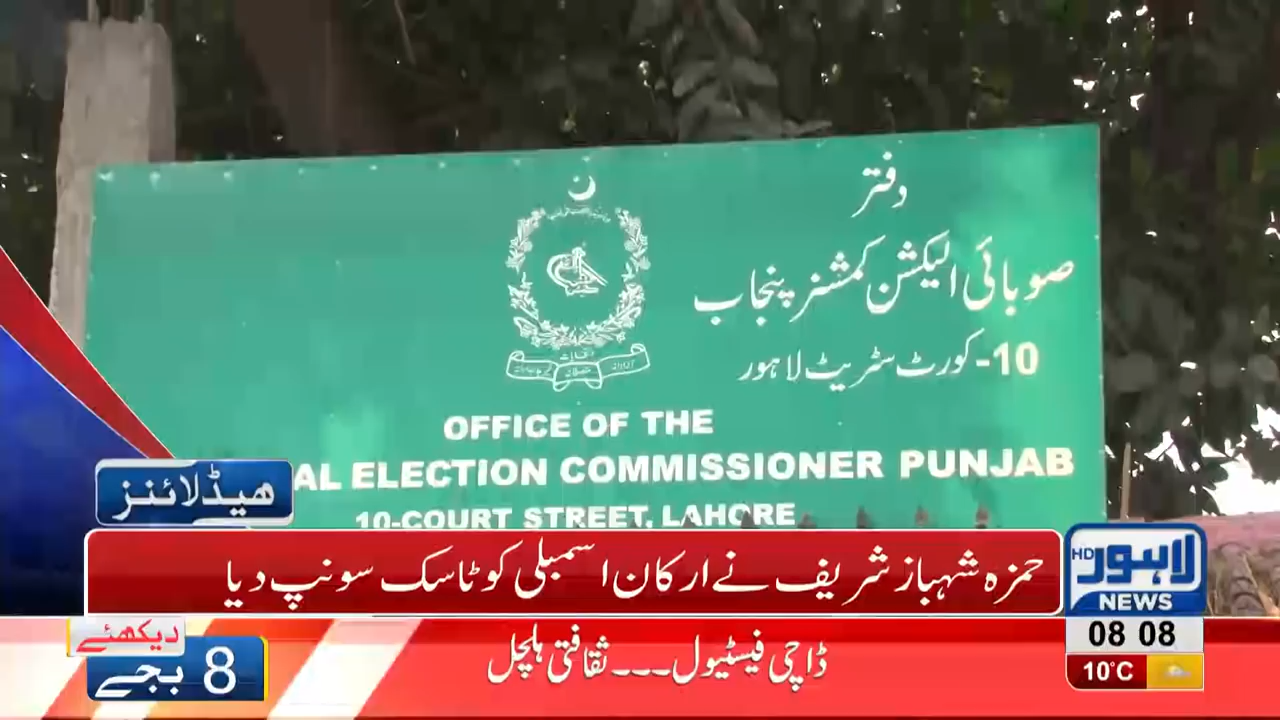 دفتر
صوبائی الیکشن کمشنر پنجاب
10-کورٹ سٹریٹ لاہور
OFFICE OF THE
AL ELECTION COMMISSIONER PUNJAB
10-COURT STREET, LAHORE
ھیڈلائنز
حمزہ شہباز شریف نے ارکان اسمبلی کو ٹاسک سونپ دیا
HD لاہور
NEWS
08 08
10°C
دیکھئے
8 بجے
ڈاچی فیسٹیول۔۔۔ ثقافتی ہلچل